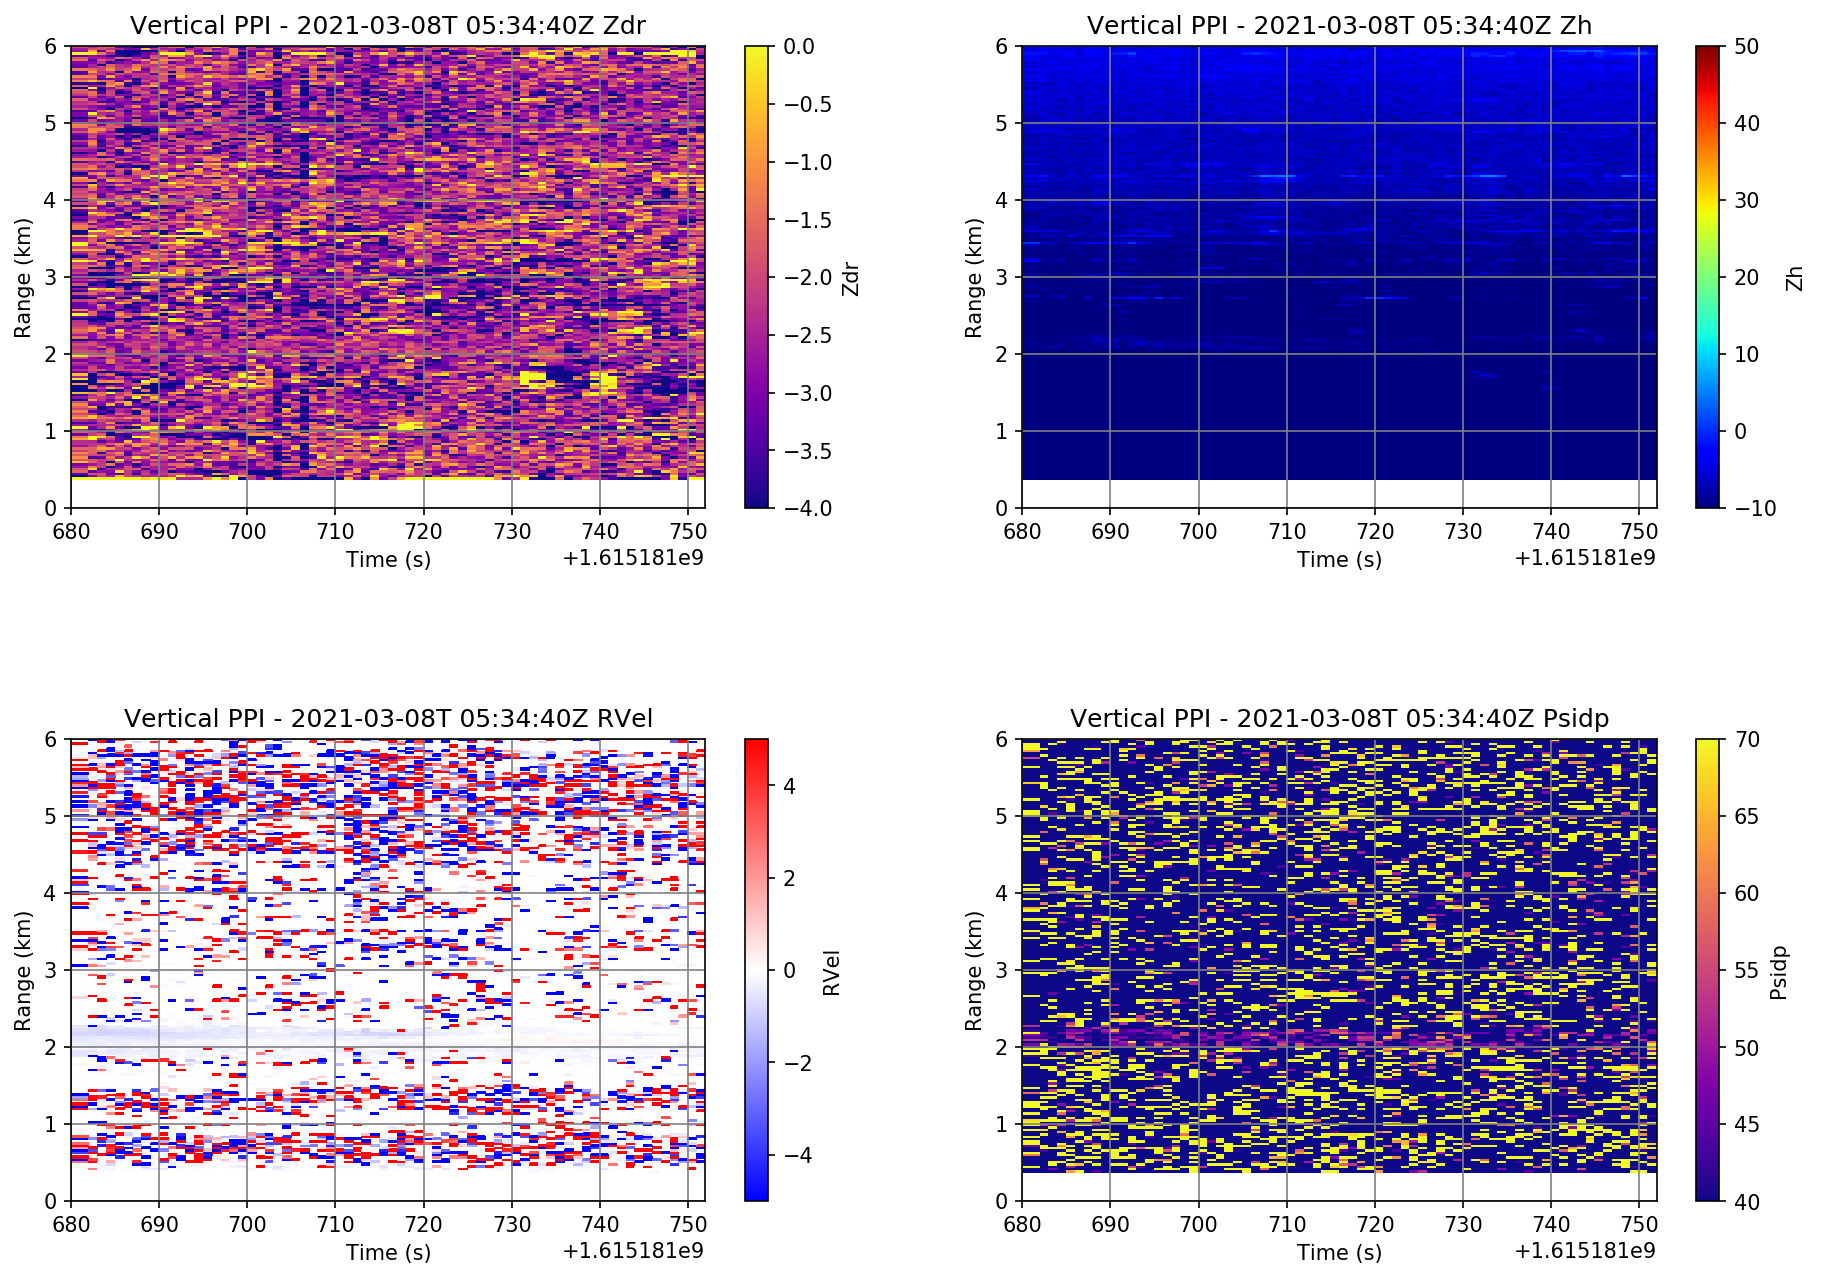 Vertical PPI - 2021-03-08T 05:34:40Z Zdr
6
5
4
3
2
1
0
Range (km)
680 690 700 710 720 730 740 750
Time (s)
+1.615181e9
0.0
−0.5
−1.0
−1.5
−2.0
−2.5
−3.0
−3.5
−4.0
Zdr
Vertical PPI - 2021-03-08T 05:34:40Z Zh
6
5
4
3
2
1
0
Range (km)
680 690 700 710 720 730 740 750
Time (s)
+1.615181e9
50
40
30
20
10
0
−10
Zh
Vertical PPI - 2021-03-08T 05:34:40Z RVel
6
5
4
3
2
1
0
Range (km)
680 690 700 710 720 730 740 750
Time (s)
+1.615181e9
4
2
0
−2
−4
RVel
Vertical PPI - 2021-03-08T 05:34:40Z Psidp
6
5
4
3
2
1
0
Range (km)
680 690 700 710 720 730 740 750
Time (s)
+1.615181e9
70
65
60
55
50
45
40
Psidp